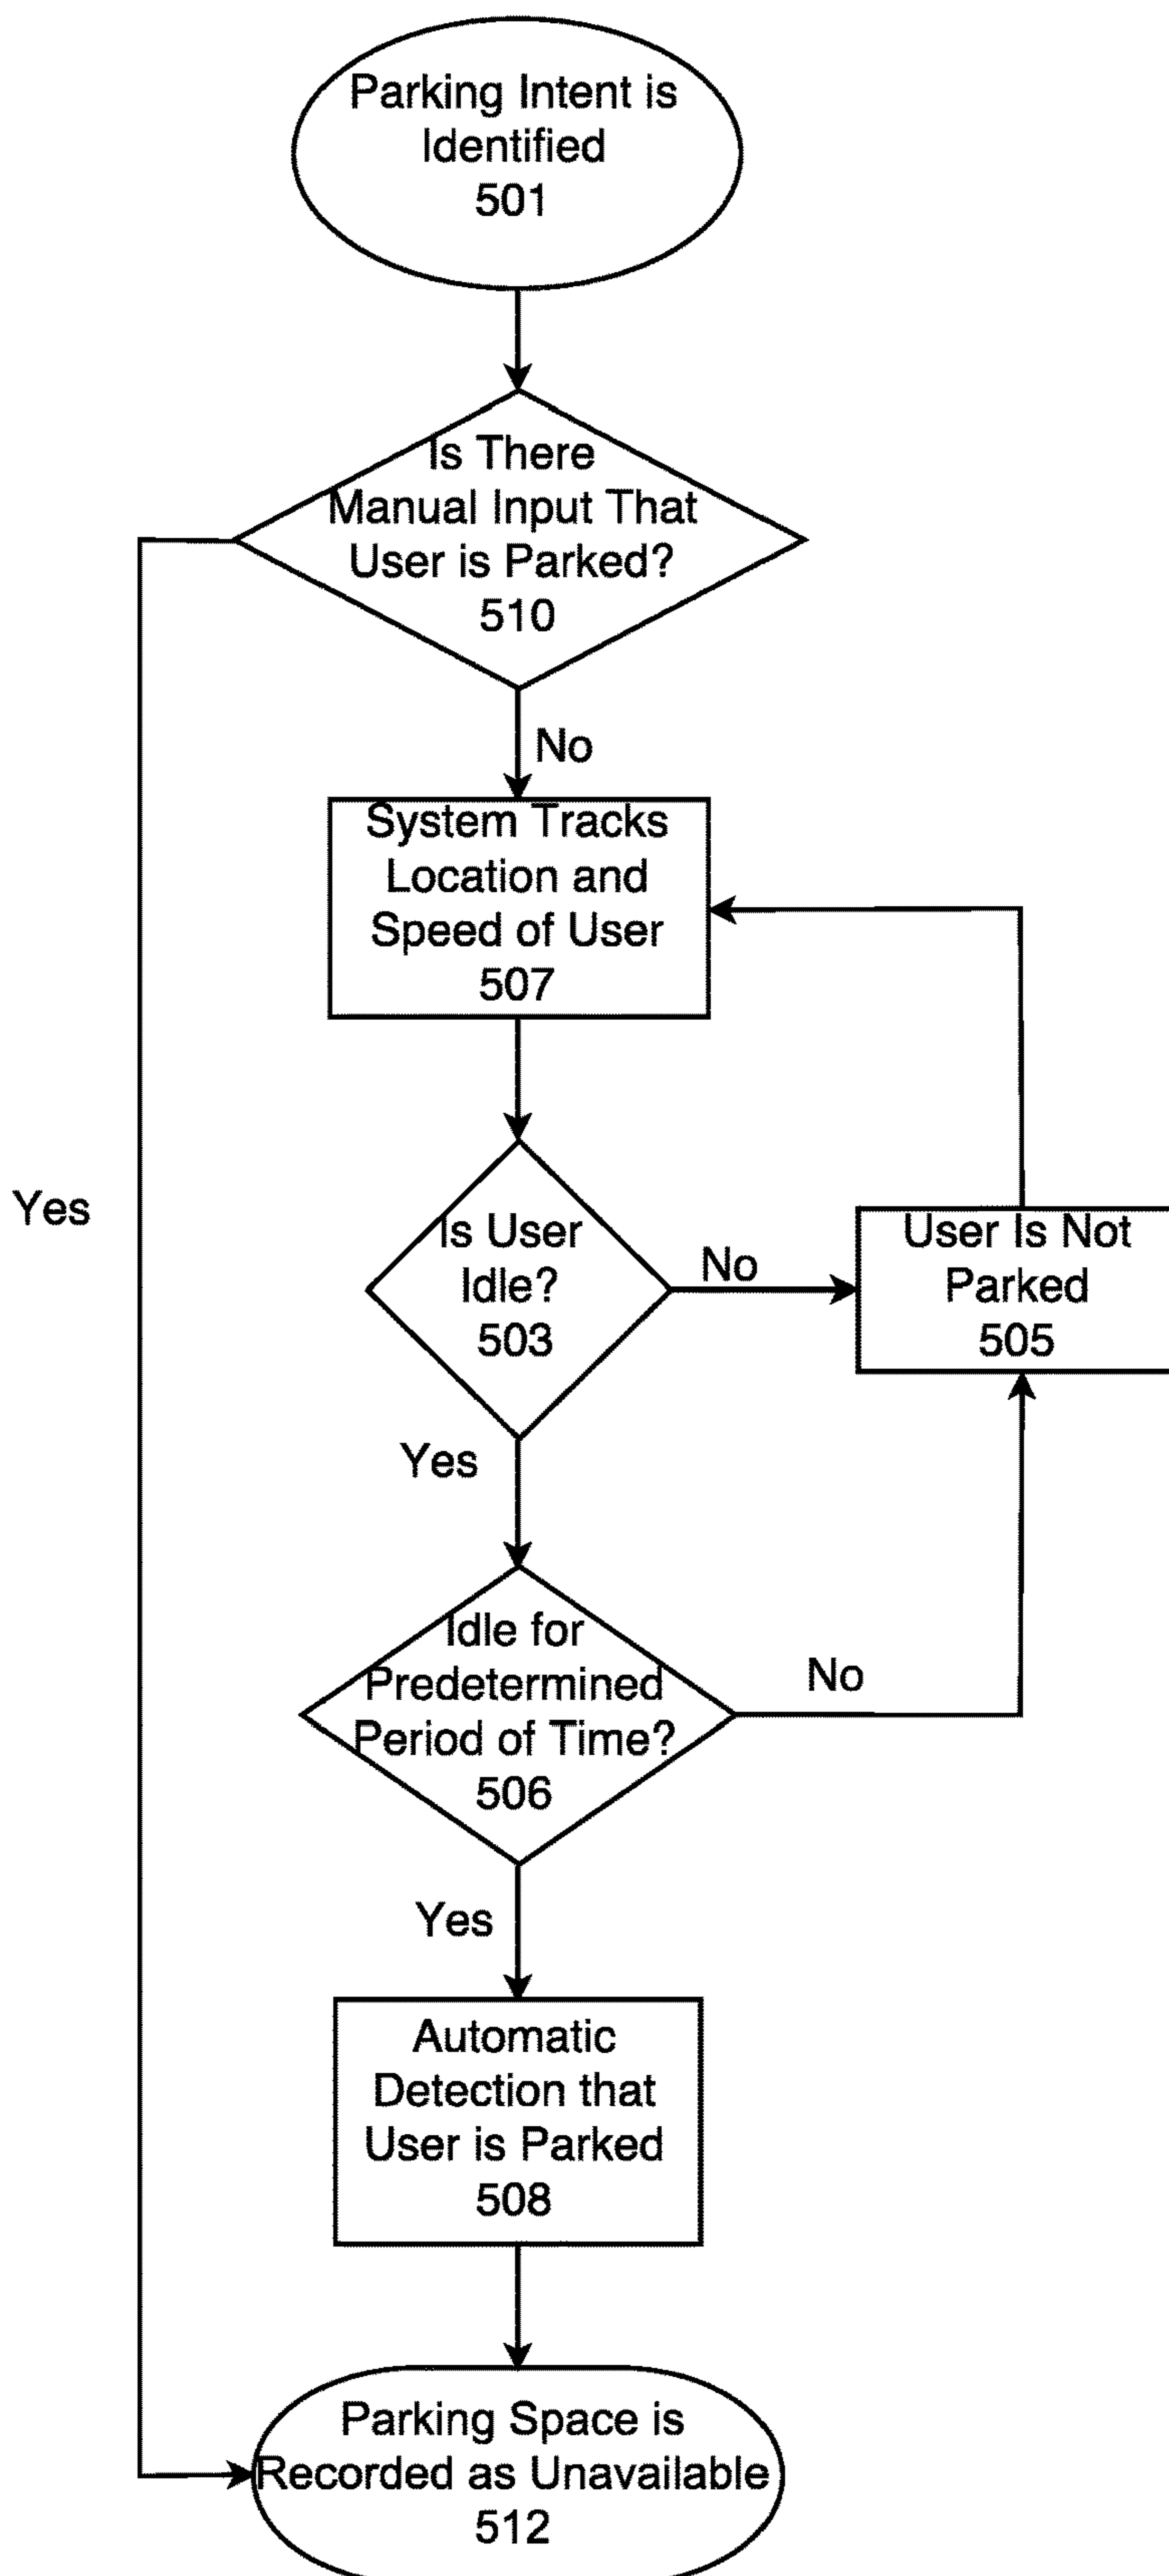 Parking Intent is
Identified
501
Is There
Manual Input That
User is Parked?
510
No
System Tracks
Location and
Speed of User
507
Yes
Is User
Idle?
503
No
User Is Not
Parked
505
Yes
Idle for
Predetermined
Period of Time?
506
No
Yes
Automatic
Detection that
User is Parked
508
Parking Space is
Recorded as Unavailable
512